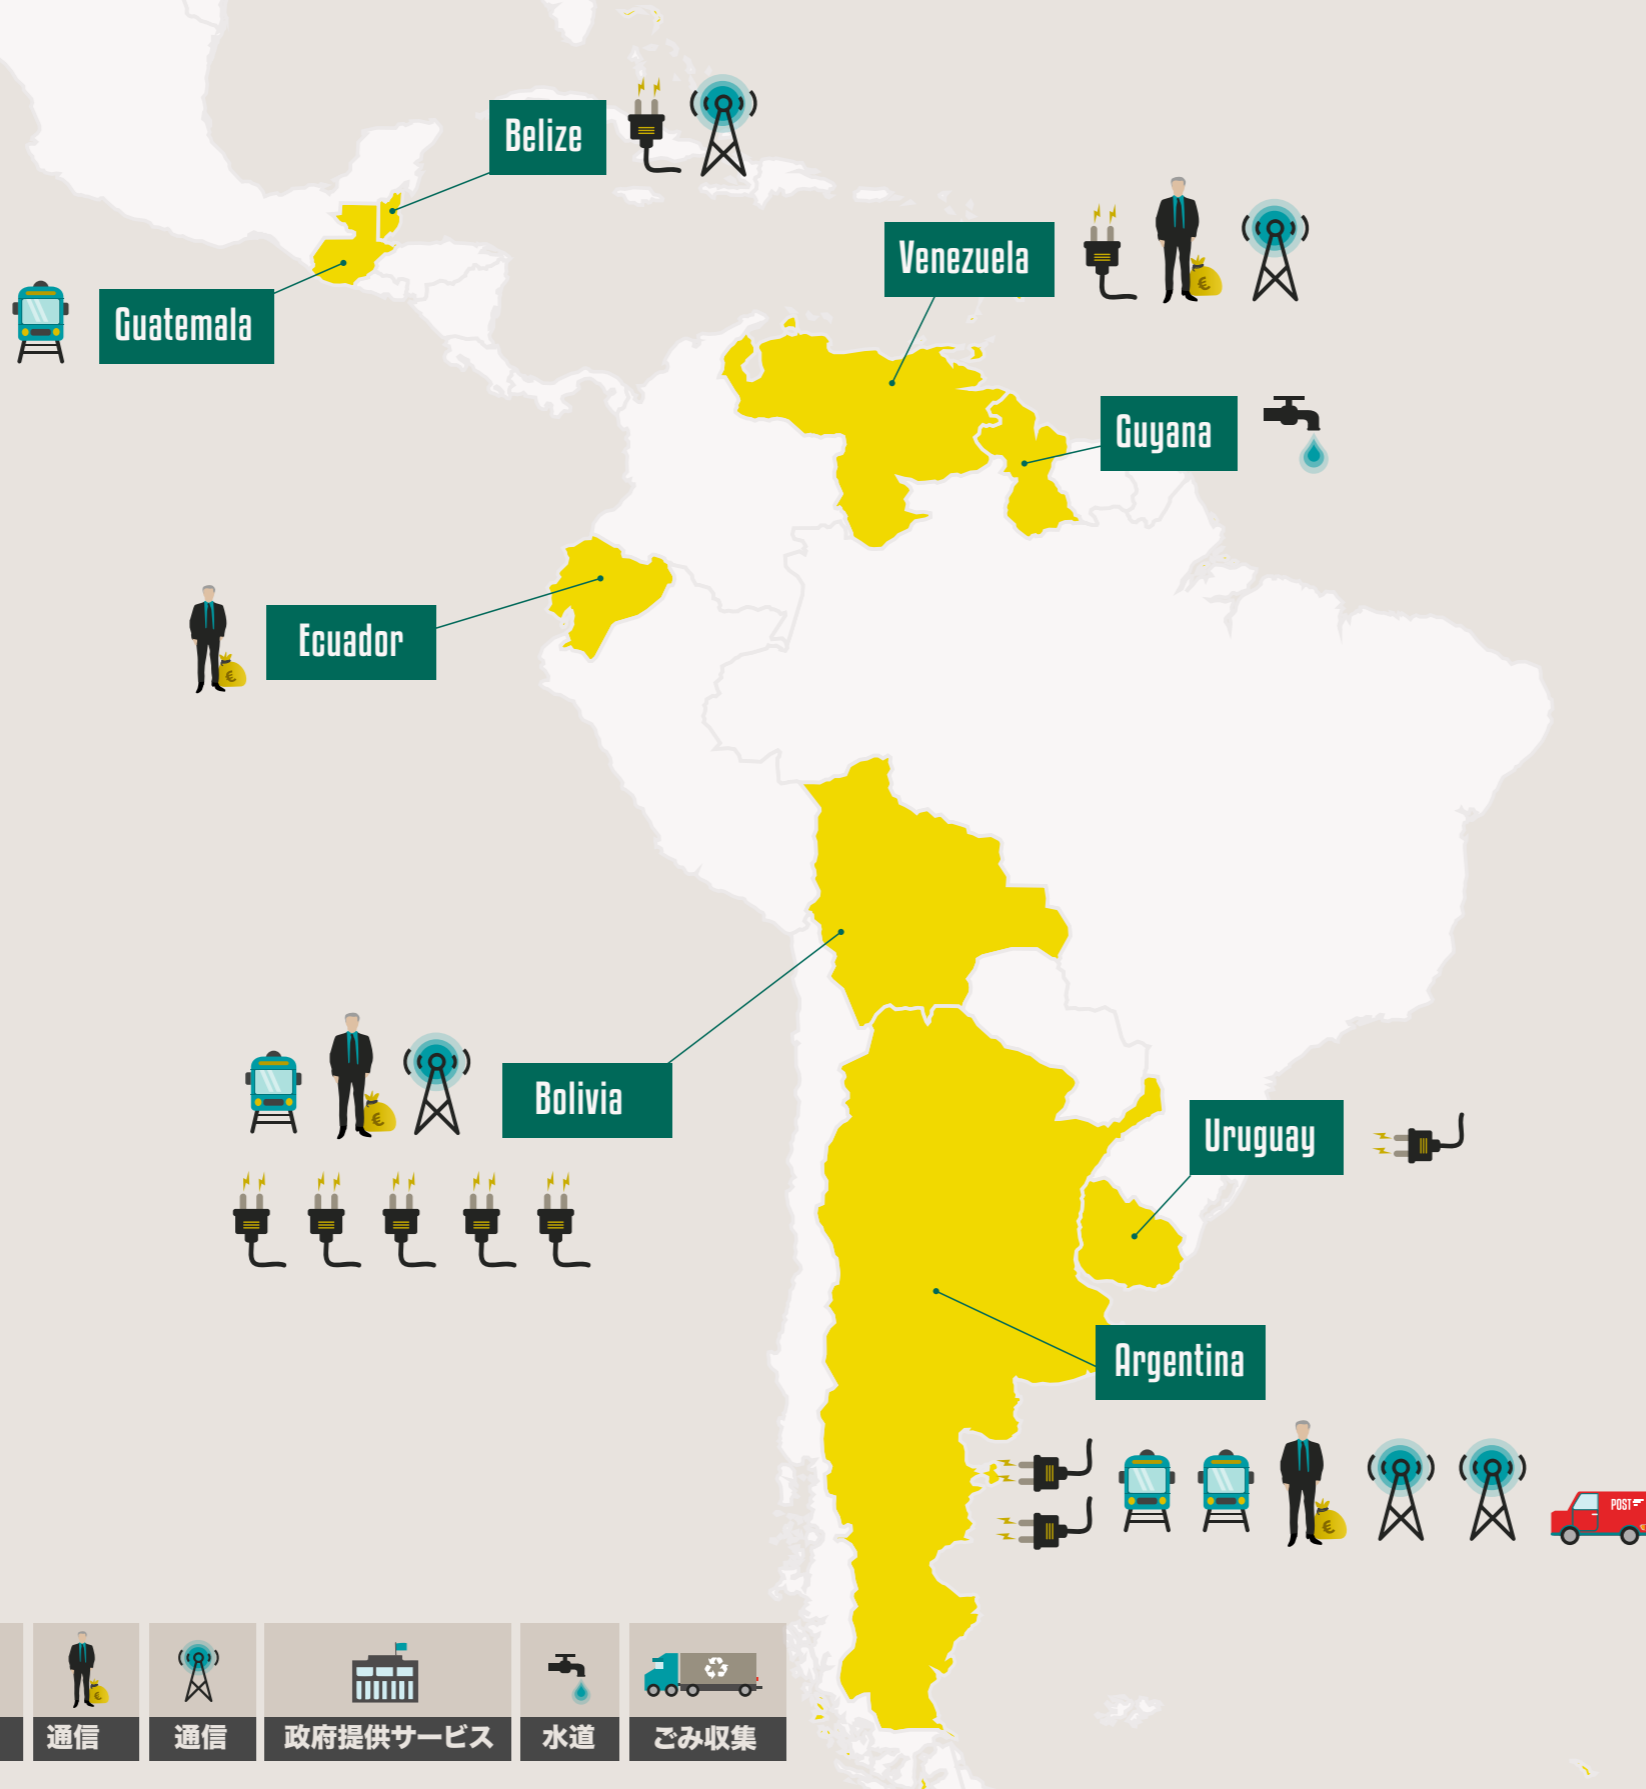 Belize
Venezuela
Guatemala
Guyana
Ecuador
Bolivia
Uruguay
Argentina
POST
通信
通信
政府提供サービス
水道
ごみ収集